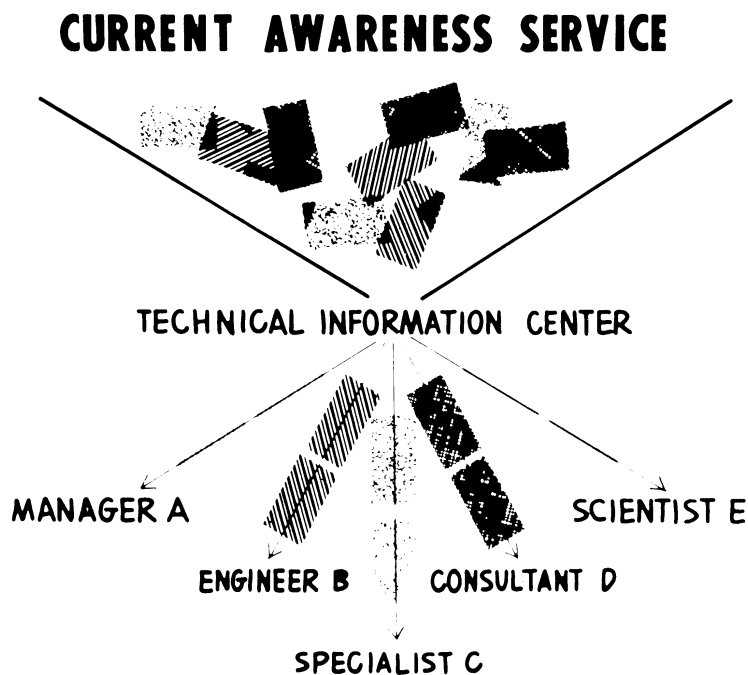 CURRENT AWARENESS SERVICE
TECHNICAL INFORMATION CENTER
MANAGER A
SCIENTIST E
ENGINEER B
CONSULTANT D
SPECIALIST C